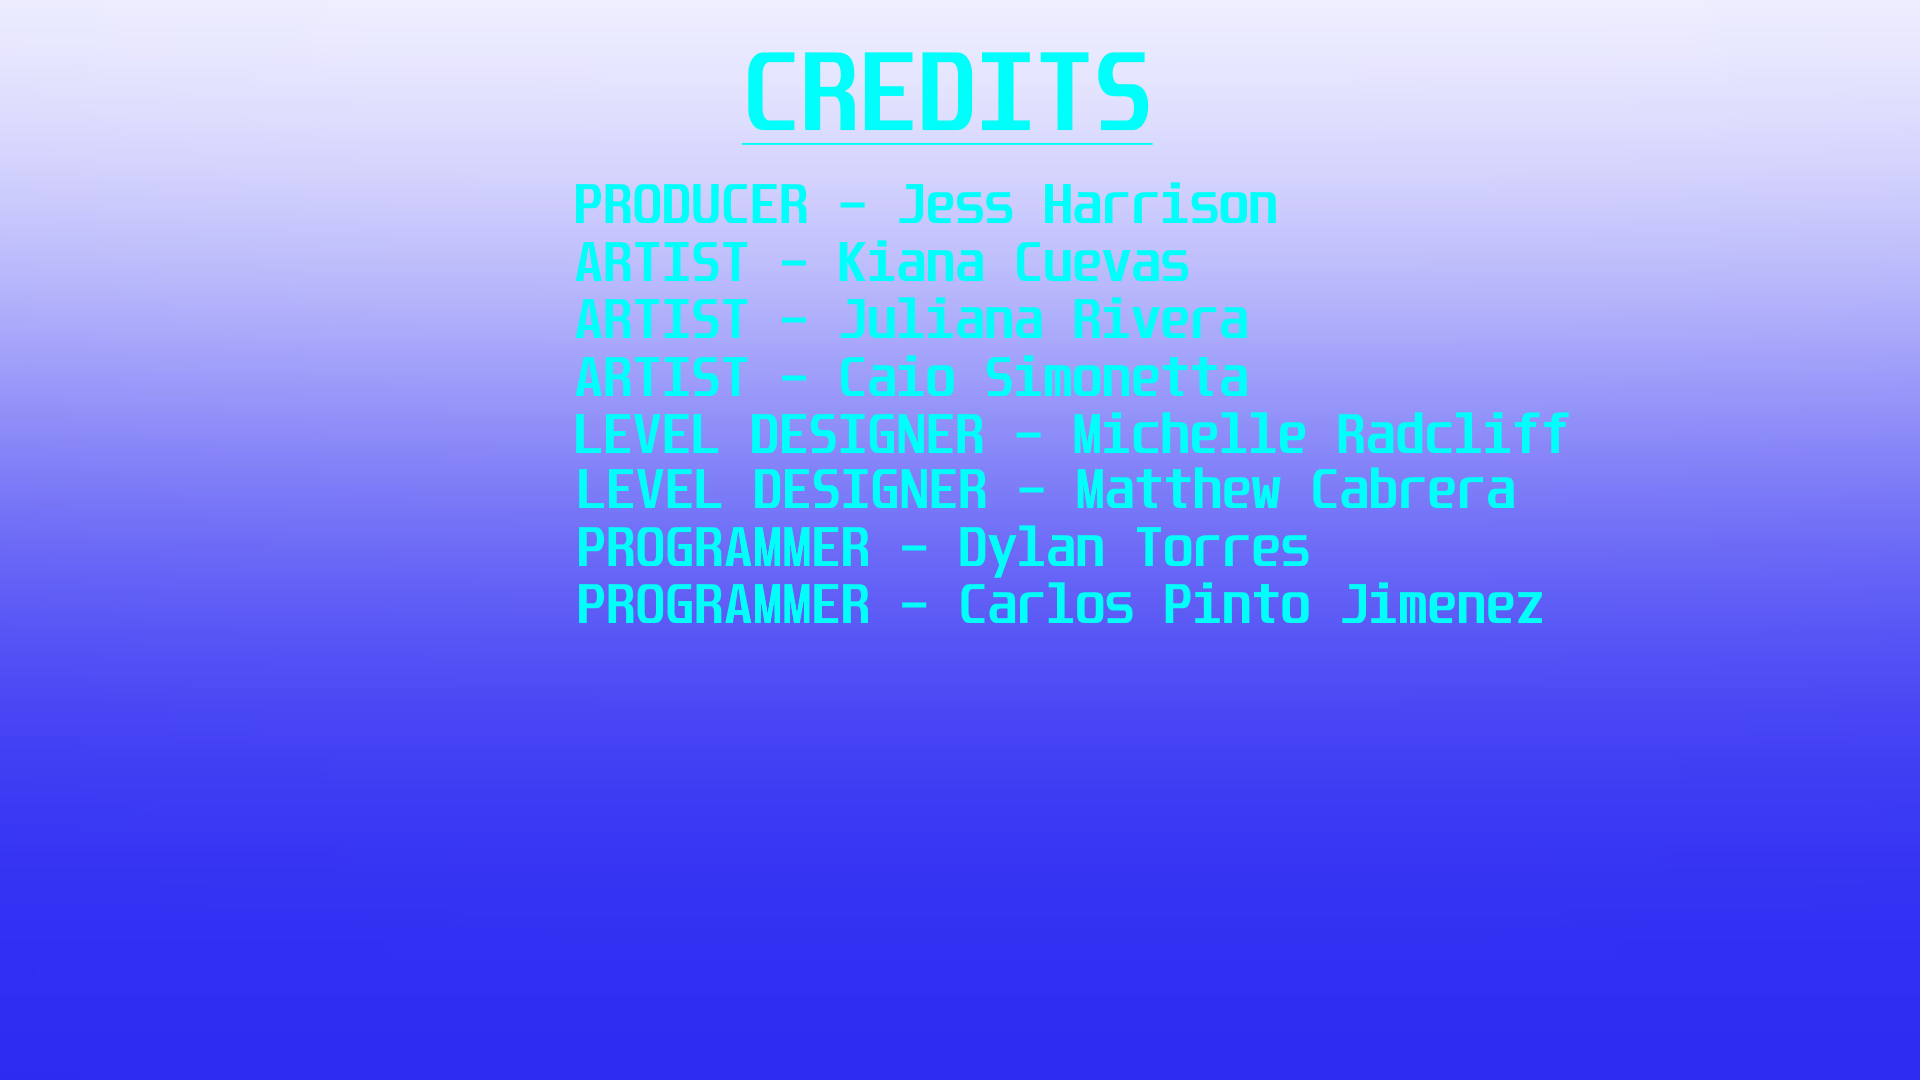 CREDITS
PRODUCER - Jess Harrison
ARTIST - Kiana Cuevas
ARTIST - Juliana Rivera
ARTIST - Caio Simonetta
LEVEL DESIGNER - Michelle Radcliff
LEVEL DESIGNER - Matthew Cabrera
PROGRAMMER - Dylan Torres
PROGRAMMER - Carlos Pinto Jimenez